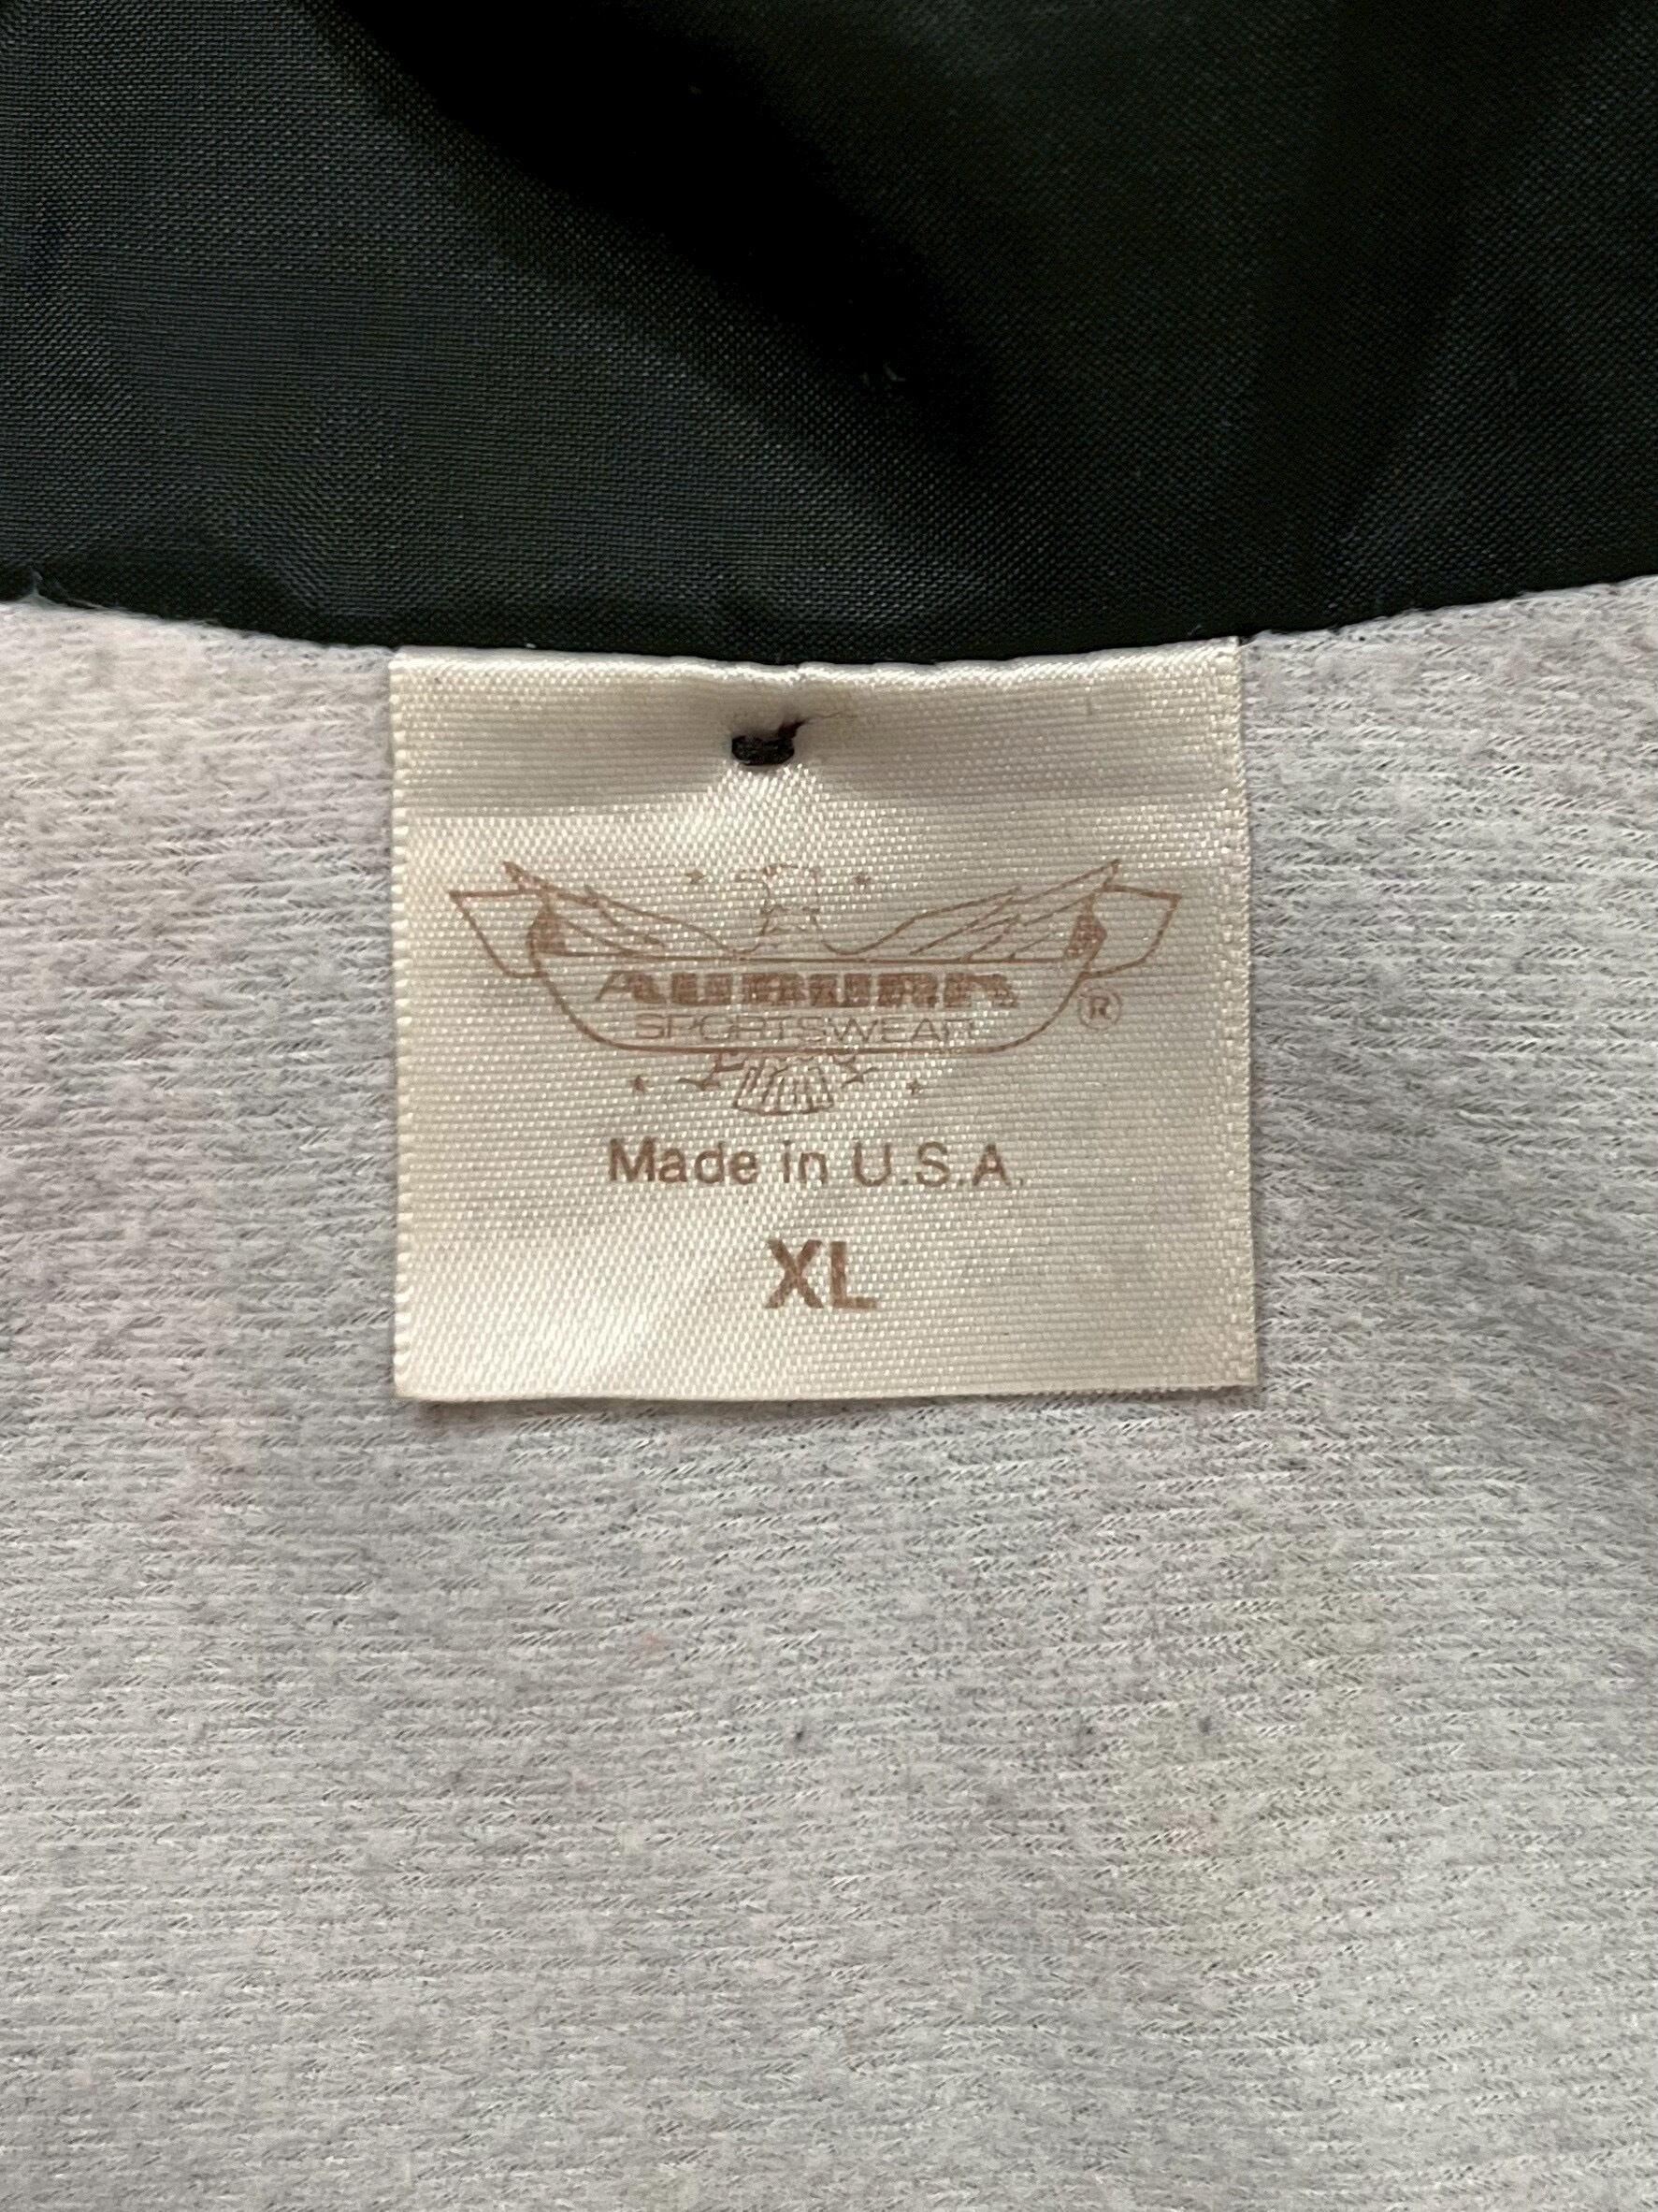 AUBURN
SPORTSWEAR
®
Made in U.S.A.
XL